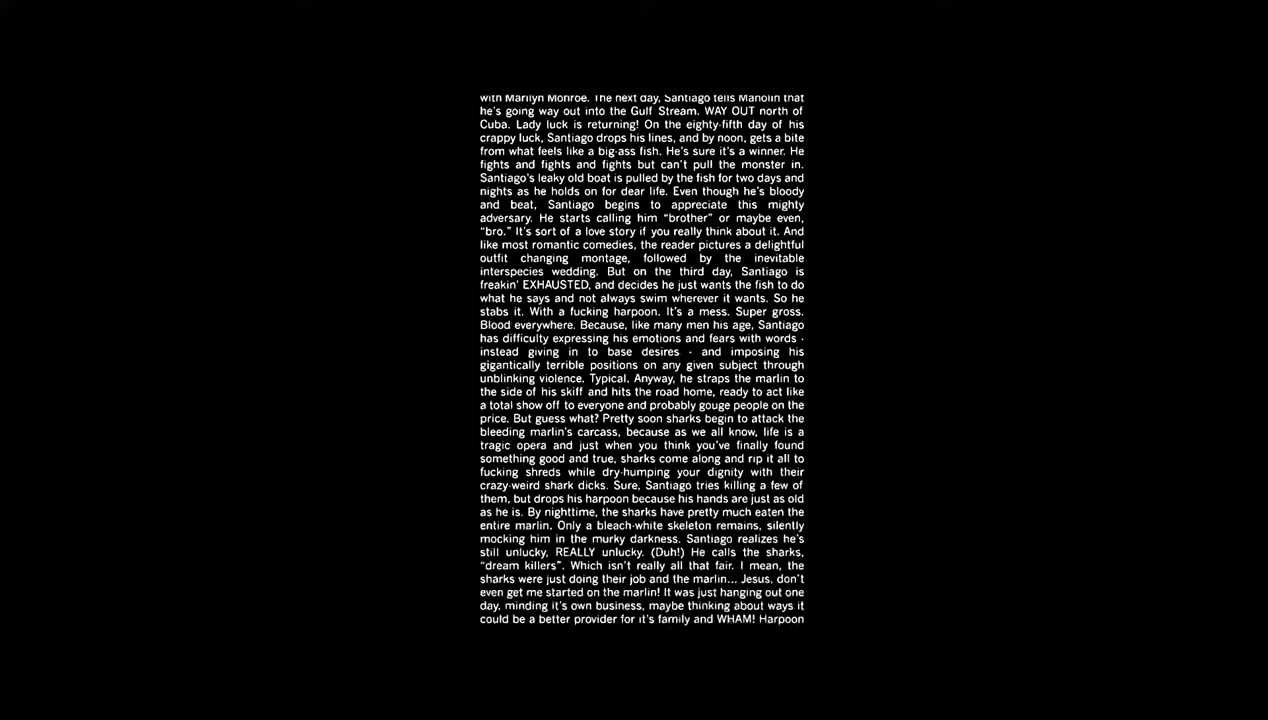 with Marilyn Monroe. The next day, Santiago tells Manolin that
he's going way out into the Gulf Stream. WAY OUT north of
Cuba. Lady luck is returning! On the eighty-fifth day of his
crappy luck, Santiago drops his lines, and by noon, gets a bite
from what feels like a big-ass fish. He's sure it's a winner. He
fights and fights and fights but can't pull the monster in.
Santiago's leaky old boat is pulled by the fish for two days and
nights as he holds on for dear life. Even though he's bloody
and beat, Santiago begins to appreciate this mighty
adversary. He starts calling him “brother” or maybe even,
“bro.” It's sort of a love story if you really think about it. And
like most romantic comedies, the reader pictures a delightful
outfit changing montage, followed by the inevitable
interspecies wedding. But on the third day, Santiago is
freakin' EXHAUSTED, and decides he just wants the fish to do
what he says and not always swim wherever it wants. So he
stabs it. With a fucking harpoon. It's a mess. Super gross.
Blood everywhere. Because, like many men his age, Santiago
has difficulty expressing his emotions and fears with words -
instead giving in to base desires - and imposing his
gigantically terrible positions on any given subject through
unblinking violence. Typical. Anyway, he straps the marlin to
the side of his skiff and hits the road home, ready to act like
a total show off to everyone and probably gouge people on the
price. But guess what? Pretty soon sharks begin to attack the
bleeding marlin's carcass, because as we all know, life is a
tragic opera and just when you think you've finally found
something good and true, sharks come along and rip it all to
fucking shreds while dry-humping your dignity with their
crazy-weird shark dicks. Sure, Santiago tries killing a few of
them, but drops his harpoon because his hands are just as old
as he is. By nighttime, the sharks have pretty much eaten the
entire marlin. Only a bleach-white skeleton remains, silently
mocking him in the murky darkness. Santiago realizes he's
still unlucky, REALLY unlucky. (Duh!) He calls the sharks,
“dream killers”. Which isn't really all that fair. I mean, the
sharks were just doing their job and the marlin... Jesus, don't
even get me started on the marlin! It was just hanging out one
day, minding it's own business, maybe thinking about ways it
could be a better provider for it's family and WHAM! Harpoon